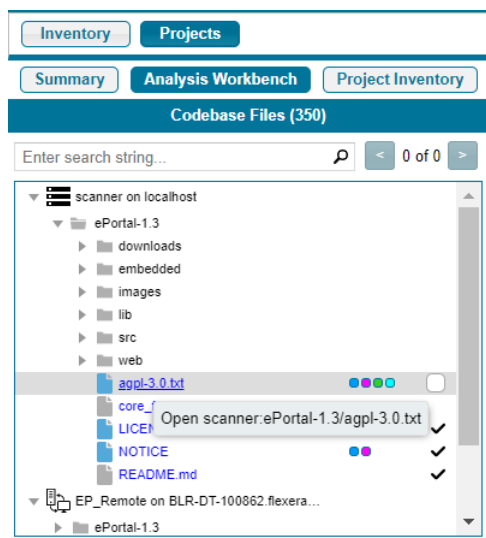 Inventory Projects
Summary Analysis Workbench Project Inventory
Codebase Files (350)
Enter search string... < 0 of 0 >
scanner on localhost
ePortal-1.3
downloads
embedded
images
lib
src
web
agpl-3.0.txt
core_
Open scanner:ePortal-1.3/agpl-3.0.txt
LICEN
NOTICE
README.md
EP_Remote on BLR-DT-100862.flexera...
ePortal-1.3